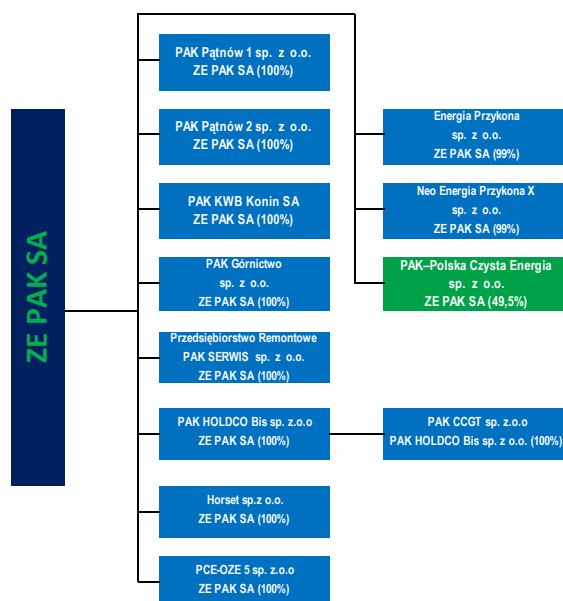 ZE PAK SA
PAK Pątnów 1 sp. z o.o.
ZE PAK SA (100%)
PAK Pątnów 2 sp. z o.o.
ZE PAK SA (100%)
PAK KWB Konin SA
ZE PAK SA (100%)
PAK Górnictwo
sp. z o.o.
ZE PAK SA (100%)
Przedsiębiorstwo Remontowe
PAK SERWIS sp. z o.o.
ZE PAK SA (100%)
PAK HOLDCO Bis sp. z.o.o
ZE PAK SA (100%)
Horset sp.z o.o.
ZE PAK SA (100%)
PCE-OZE 5 sp. z.o.o
ZE PAK SA (100%)
Energia Przykona
sp. z o.o.
ZE PAK SA (99%)
Neo Energia Przykona X
sp. z o.o.
ZE PAK SA (99%)
PAK–Polska Czysta Energia
sp. z o.o.
ZE PAK SA (49,5%)
PAK CCGT sp. z.o.o
PAK HOLDCO Bis sp. z o.o. (100%)